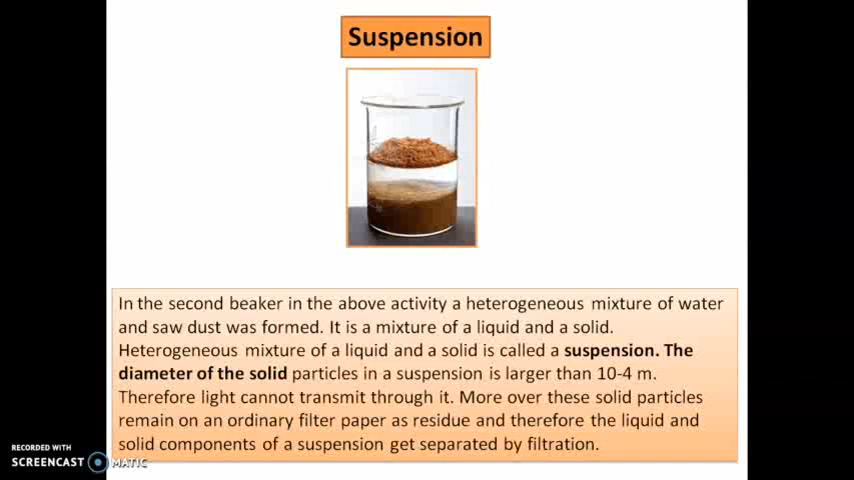 Suspension
In the second beaker in the above activity a heterogeneous mixture of water
and saw dust was formed. It is a mixture of a liquid and a solid.
Heterogeneous mixture of a liquid and a solid is called a suspension. The
diameter of the solid particles in a suspension is larger than 10-4 m.
Therefore light cannot transmit through it. More over these solid particles
remain on an ordinary filter paper as residue and therefore the liquid and
solid components of a suspension get separated by filtration.
RECORDED WITH
SCREENCAST MATIC